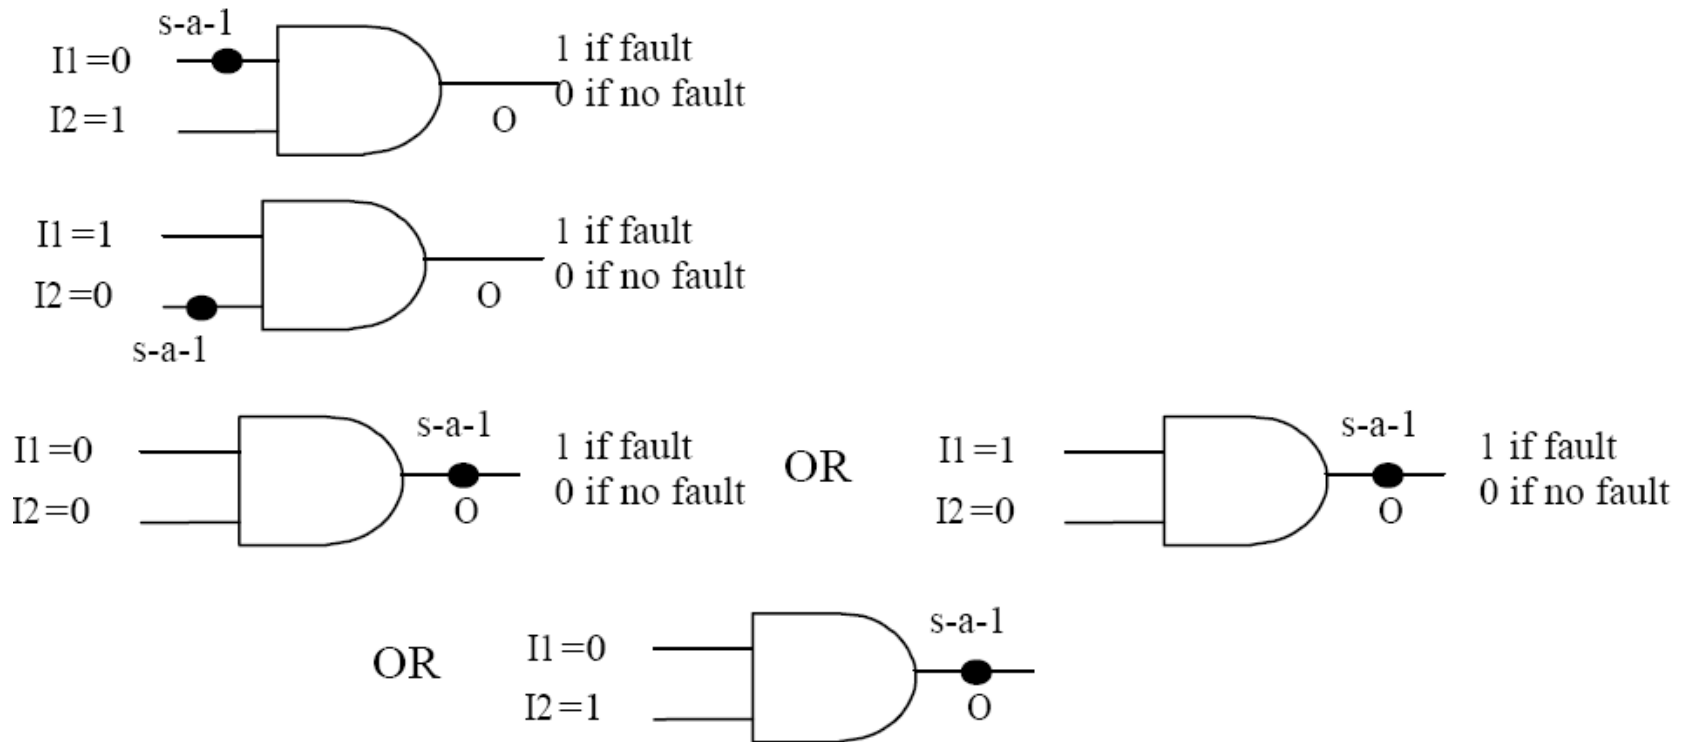 s-a-1
I1=0
I2=1
O
1 if fault
0 if no fault
I1=1
I2=0
s-a-1
O
1 if fault
0 if no fault
I1=0
I2=0
s-a-1
O
1 if fault
0 if no fault
OR
I1=1
I2=0
s-a-1
O
1 if fault
0 if no fault
OR
I1=0
I2=1
s-a-1
O